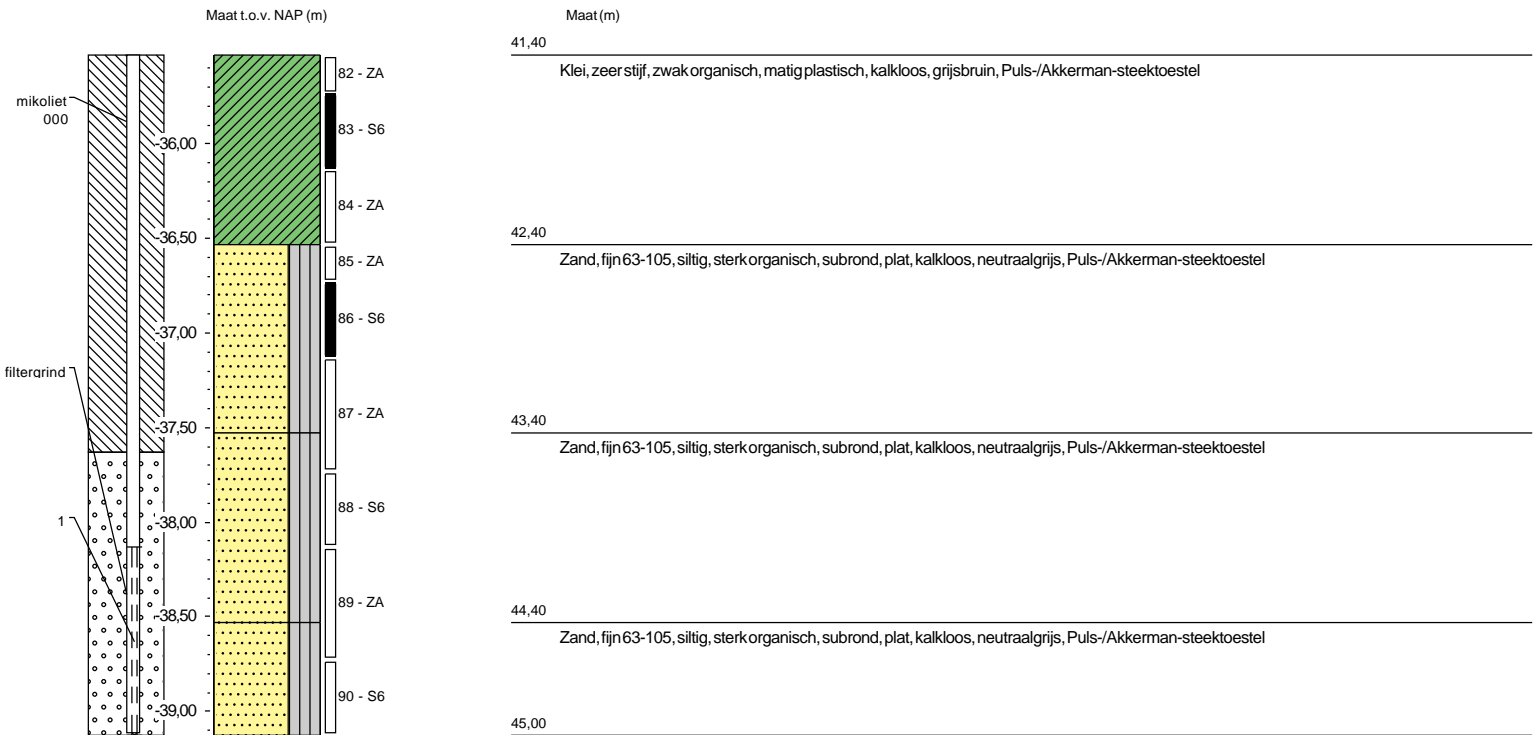 Maat t.o.v. NAP (m)
Maat (m)
41,40
Klei, zeer stijf, zwak organisch, matig plastisch, kalkloos, grijsbruin, Puls-/Akkerman-steektoestel
82 - ZA
mikoliet
000
83 - S6
-36,00
84 - ZA
-36,50
42,40
Zand, fijn 63-105, siltig, sterk organisch, subrond, plat, kalkloos, neutraalgrijs, Puls-/Akkerman-steektoestel
85 - ZA
86 - S6
-37,00
filtergrind
87 - ZA
-37,50
43,40
Zand, fijn 63-105, siltig, sterk organisch, subrond, plat, kalkloos, neutraalgrijs, Puls-/Akkerman-steektoestel
88 - S6
1
-38,00
89 - ZA
-38,50
44,40
Zand, fijn 63-105, siltig, sterk organisch, subrond, plat, kalkloos, neutraalgrijs, Puls-/Akkerman-steektoestel
90 - S6
-39,00
45,00